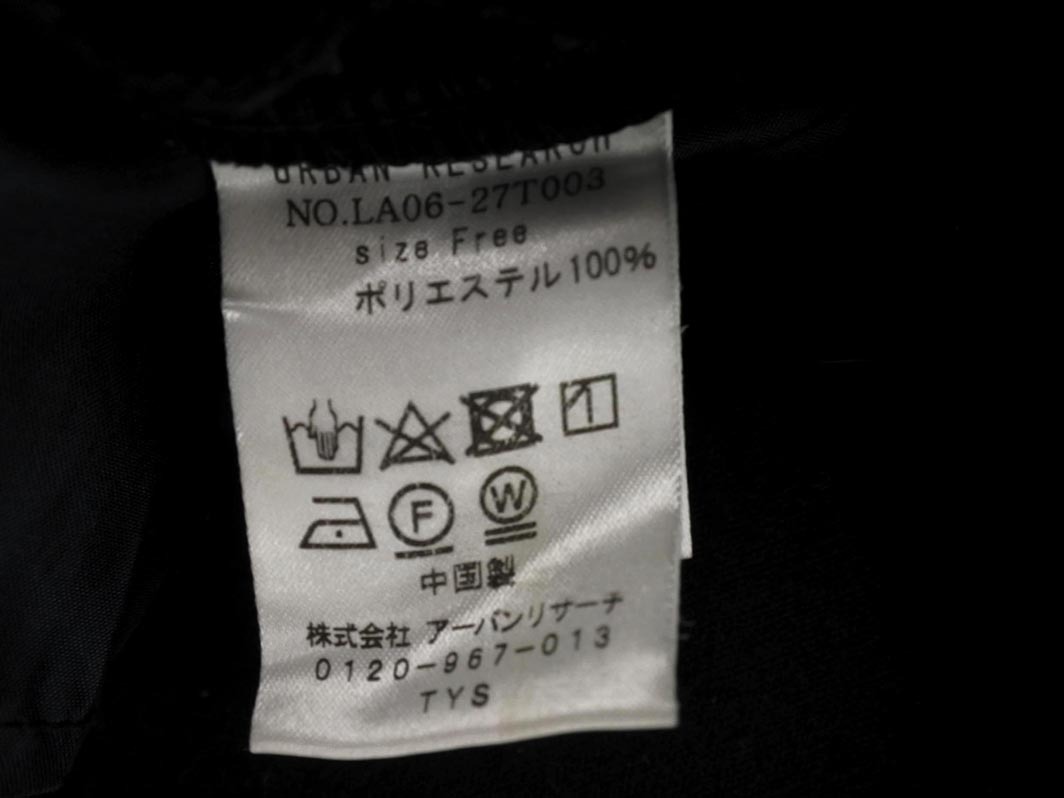 URBAN RESEARCH
NO.LA06-27T003
size Free
ポリエステル100%
F
W
中国製
株式会社 アーバンリサーチ
0120-967-013
TYS